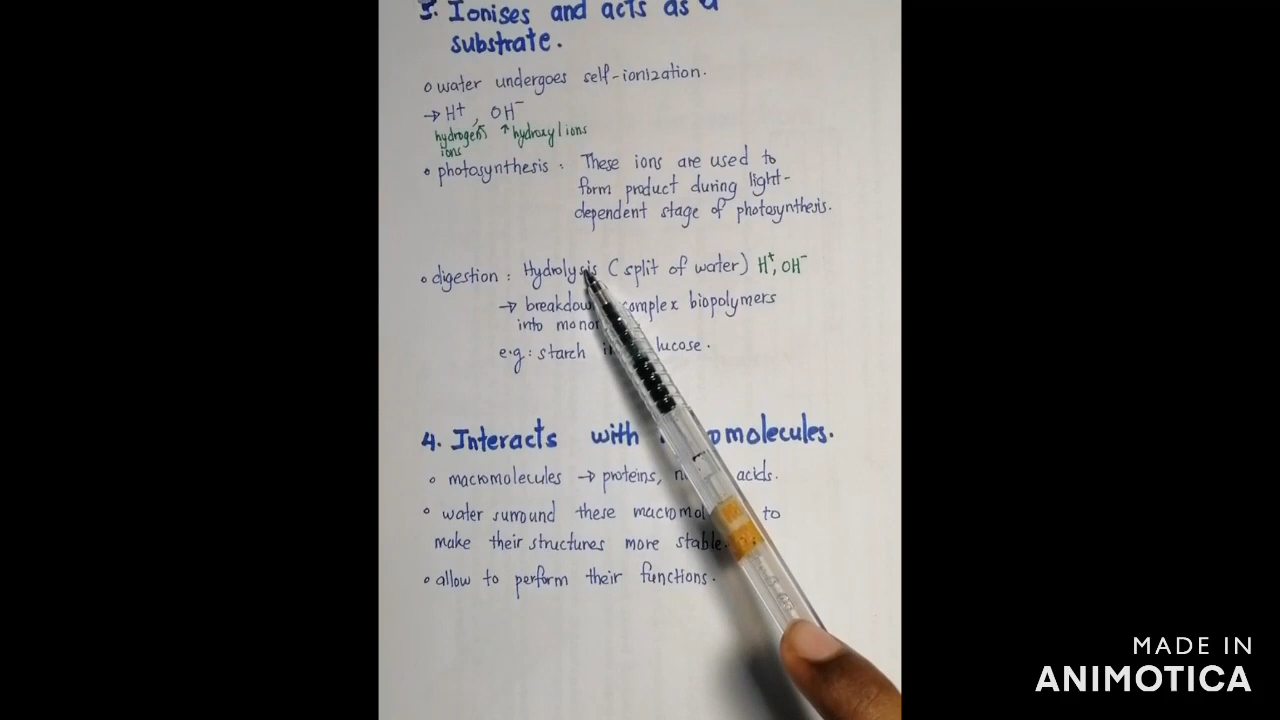 3. Ionises and acts as a
substrate.
o water undergoes self-ionization.
→ H⁺, OH⁻
hydrogen ↑ hydroxyl ions
ions
• photosynthesis : These ions are used to
form product during light-
dependent stage of photosynthesis.
• digestion : Hydrolysis (split of water) H⁺, OH⁻
→ complex biopolymers
into
e.g: starch
4. Interacts with
o macromolecules → proteins, acids.
o water surround these to
make their structures more stable.
o allow to perform their functions.
MADE IN
ANIMOTICA